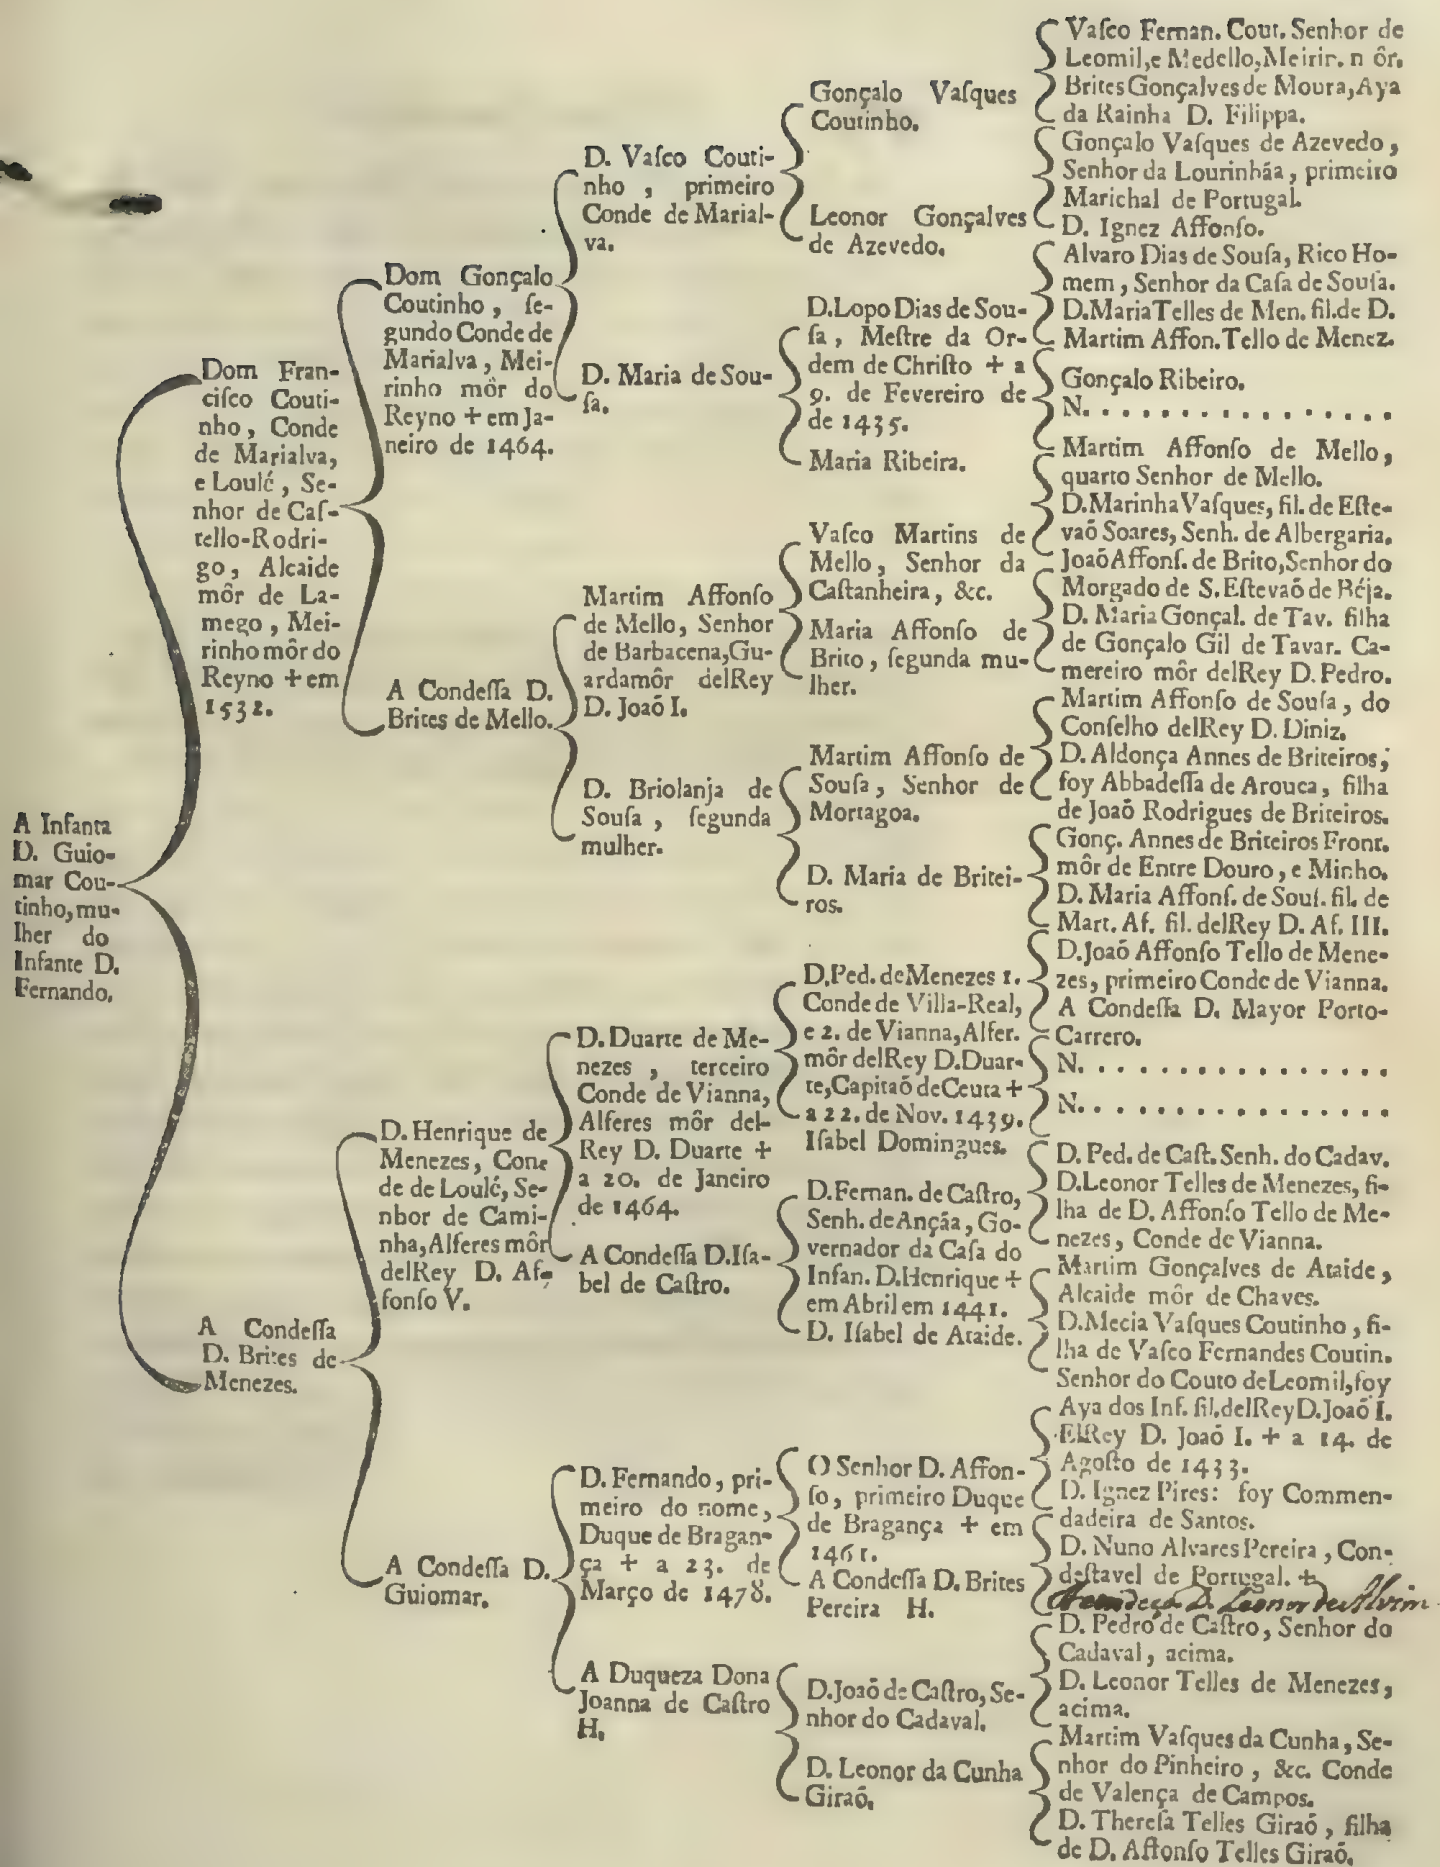 A Infanta
D. Guio-
mar Cou-
tinho, mu-
lher do
Infante D.
Fernando.
Dom Fran-
ciſco Couti-
nho, Conde
de Marialva,
e Loulé, Se-
nhor de Caſ-
tello-Rodri-
go, Alcaide
môr de La-
mego, Mei-
rinho môr do
Reyno + em
1532.
A Condeſſa
D. Brites de
Menezes.
Dom Gonçalo
Coutinho, ſe-
gundo Conde de
Marialva, Mei-
rinho môr do
Reyno + em Ja-
neiro de 1464.
A Condeſſa D.
Brites de Mello.
D. Henrique de
Menezes, Con-
de de Loulé, Se-
nhor de Cami-
nha, Alferes môr
delRey D. Af-
fonſo V.
A Condeſſa D.
Guiomar.
D. Vaſco Couti-
nho, primeiro
Conde de Marial-
va.
D. Maria de Sou-
ſa.
Martim Affonſo
de Mello, Senhor
de Barbacena, Gu-
ardamôr delRey
D. Joaõ I.
D. Briolanja de
Souſa, ſegunda
mulher.
D. Duarte de Me-
nezes, terceiro
Conde de Vianna,
Alferes môr del-
Rey D. Duarte +
a 20. de Janeiro
de 1464.
A Condeſſa D. Iſa-
bel de Caſtro.
D. Fernando, pri-
meiro do nome,
Duque de Bragan-
ça + a 23. de
Março de 1478.
A Duqueza Dona
Joanna de Caſtro
H.
Gonçalo Vaſques
Coutinho.
Leonor Gonçalves
de Azevedo.
D. Lopo Dias de Sou-
ſa, Meſtre da Or-
dem de Chriſto + a
9. de Fevereiro de
de 1435.
Maria Ribeira.
Vaſco Martins de
Mello, Senhor da
Caſtanheira, &c.
Maria Affonſo de
Brito, ſegunda mu-
lher.
Martim Affonſo de
Souſa, Senhor de
Mortagoa.
D. Maria de Britei-
ros.
D. Ped. de Menezes 1.
Conde de Villa-Real,
e 2. de Vianna, Alfer.
môr delRey D. Duar-
te, Capitaõ de Ceuta +
a 22. de Nov. 1439.
Iſabel Domingues.
D. Fernan. de Caſtro,
Senh. de Ançãa, Go-
vernador da Caſa do
Infan. D. Henrique +
em Abril em 1441.
D. Iſabel de Ataide.
O Senhor D. Affon-
ſo, primeiro Duque
de Bragança + em
1461.
A Condeſſa D. Brites
Pereira H.
D. Joaõ de Caſtro, Se-
nhor do Cadaval.
D. Leonor da Cunha
Giraõ.
Vaſco Fernan. Cout. Senhor de
Leomil, e Medello, Meirin. môr.
Brites Gonçalves de Moura, Aya
da Rainha D. Filippa.
Gonçalo Vaſques de Azevedo,
Senhor da Lourinhãa, primeiro
Marichal de Portugal.
D. Ignez Affonſo.
Alvaro Dias de Souſa, Rico Ho-
mem, Senhor da Caſa de Souſa.
D. Maria Telles de Men. fil. de D.
Martim Affon. Tello de Menez.
Gonçalo Ribeiro.
N. . . . . . . . . . . . . . .
Martim Affonſo de Mello,
quarto Senhor de Mello.
D. Marinha Vaſques, fil. de Eſte-
vaõ Soares, Senh. de Albergaria.
Joaõ Affonſ. de Brito, Senhor do
Morgado de S. Eſtevaõ de Béja.
D. Maria Gonçal. de Tav. filha
de Gonçalo Gil de Tavar. Ca-
mereiro môr delRey D. Pedro.
Martim Affonſo de Souſa, do
Conſelho delRey D. Diniz.
D. Aldonça Annes de Briteiros,
foy Abbadeſſa de Arouca, filha
de Joaõ Rodrigues de Briteiros.
Gonç. Annes de Briteiros Front.
môr de Entre Douro, e Minho.
D. Maria Affonſ. de Souſ. fil. de
Mart. Af. fil. delRey D. Af. III.
D. Joaõ Affonſo Tello de Mene-
zes, primeiro Conde de Vianna.
A Condeſſa D. Mayor Porto-
Carrero.
N. . . . . . . . . . . . . . .
N. . . . . . . . . . . . . . .
D. Ped. de Caſt. Senh. do Cadav.
D. Leonor Telles de Menezes, fi-
lha de D. Affonſo Tello de Me-
nezes, Conde de Vianna.
Martim Gonçalves de Ataide,
Alcaide môr de Chaves.
D. Mecia Vaſques Coutinho, fi-
lha de Vaſco Fernandes Coutin.
Senhor do Couto de Leomil, foy
Aya dos Inf. fil. delRey D. Joaõ I.
ElRey D. Joaõ I. + a 14. de
Agoſto de 1433.
D. Ignez Pires: foy Commen-
dadeira de Santos.
D. Nuno Alvares Pereira, Con-
deſtavel de Portugal. +
A Condeça D. Leonor de Alvim
D. Pedro de Caſtro, Senhor do
Cadaval, acima.
D. Leonor Telles de Menezes,
acima.
Martim Vaſques da Cunha, Se-
nhor do Pinheiro, &c. Conde
de Valença de Campos.
D. Thereſa Telles Giraõ, filha
de D. Affonſo Telles Giraõ.